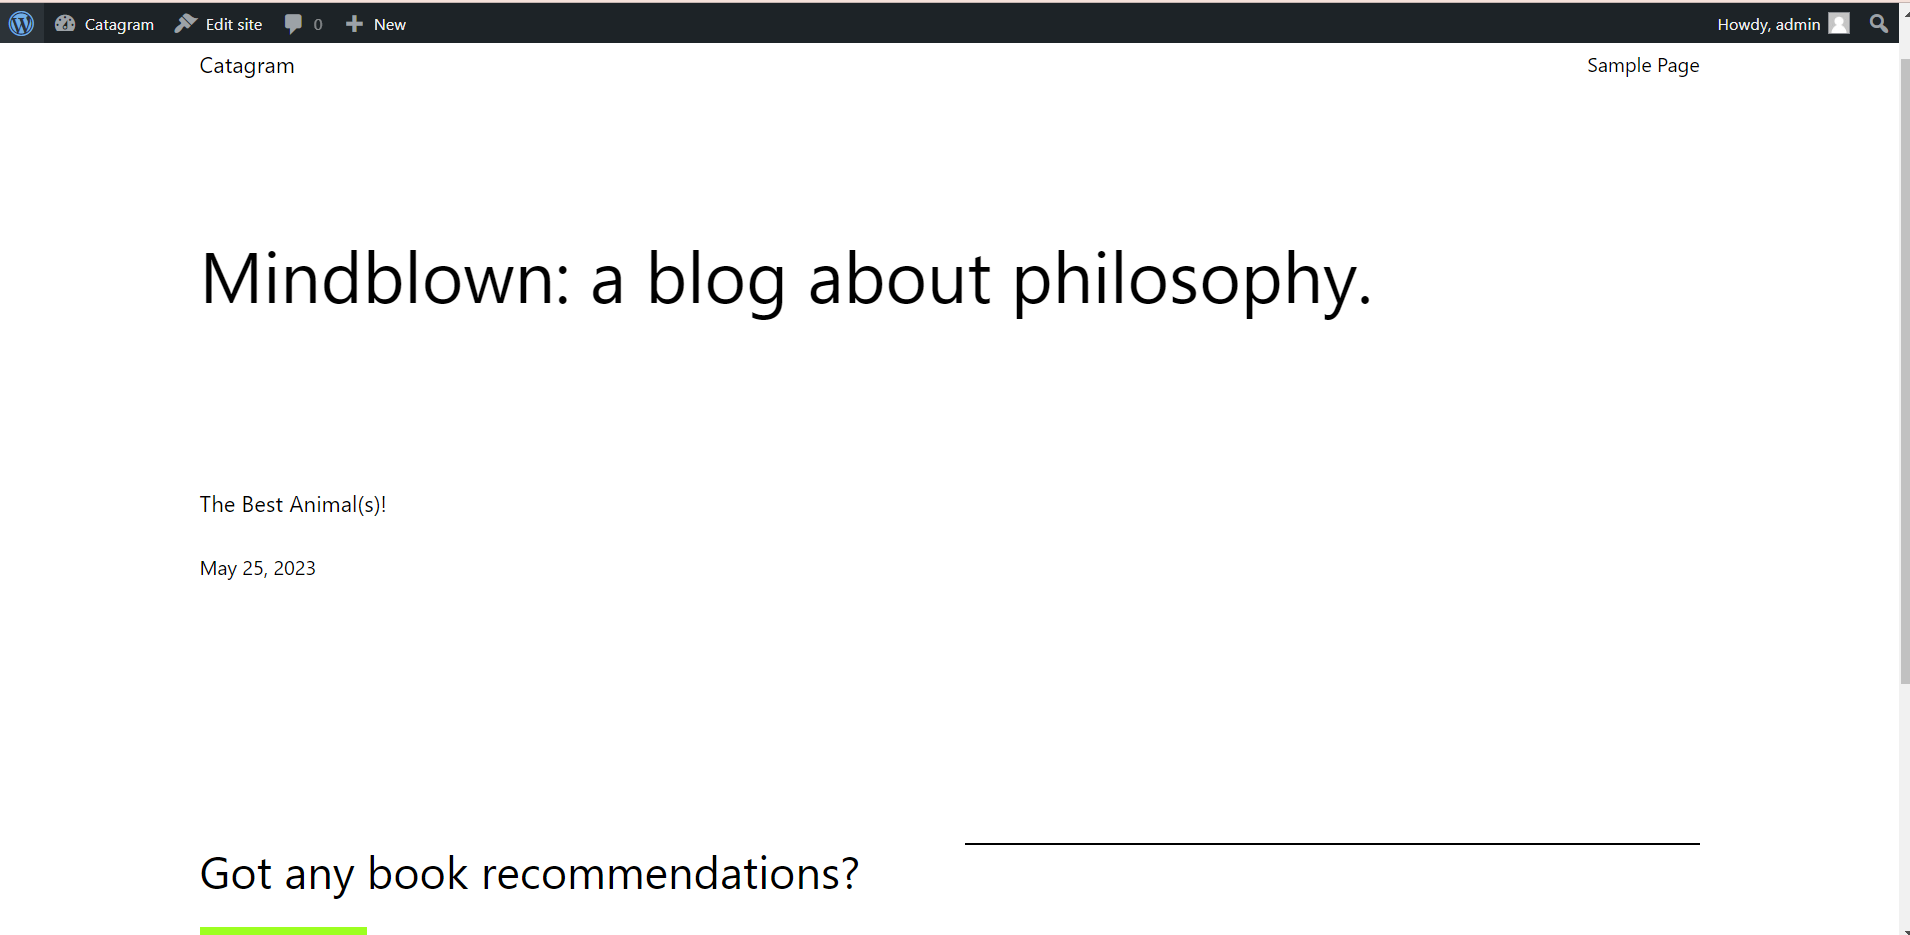 Catagram Edit site 0 New Howdy, admin
Catagram Sample Page
Mindblown: a blog about philosophy.
The Best Animal(s)!
May 25, 2023
Got any book recommendations?